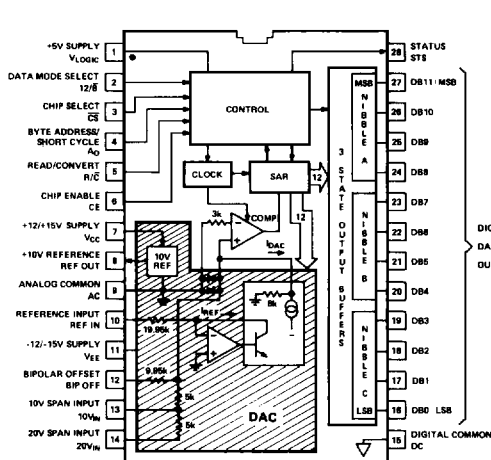 +5V SUPPLY
VLOGIC
1
DATA MODE SELECT
12/8̅
2
CHIP SELECT
C̅S̅
3
BYTE ADDRESS/
SHORT CYCLE
AO
4
READ/CONVERT
R/C̅
5
CHIP ENABLE
CE
6
+12/+15V SUPPLY
VCC
7
+10V REFERENCE
REF OUT
8
ANALOG COMMON
AC
9
REFERENCE INPUT
REF IN
10
-12/-15V SUPPLY
VEE
11
BIPOLAR OFFSET
BIP OFF
12
10V SPAN INPUT
10VIN
13
20V SPAN INPUT
20VIN
14
CONTROL
CLOCK
SAR
12
12
3k
COMP
IDAC
10V
REF
19.95k
IREF
8k
9.95k
5k
5k
DAC
3 STATE OUTPUT BUFFERS
MSB
NIBBLE A
NIBBLE B
NIBBLE C
LSB
28
STATUS
STS
27
DB11 MSB
26
DB10
25
DB9
24
DB8
23
DB7
22
DB6
21
DB5
20
DB4
19
DB3
18
DB2
17
DB1
16
DB0 LSB
15
DIGITAL COMMON
DC
DIG
DA
OU